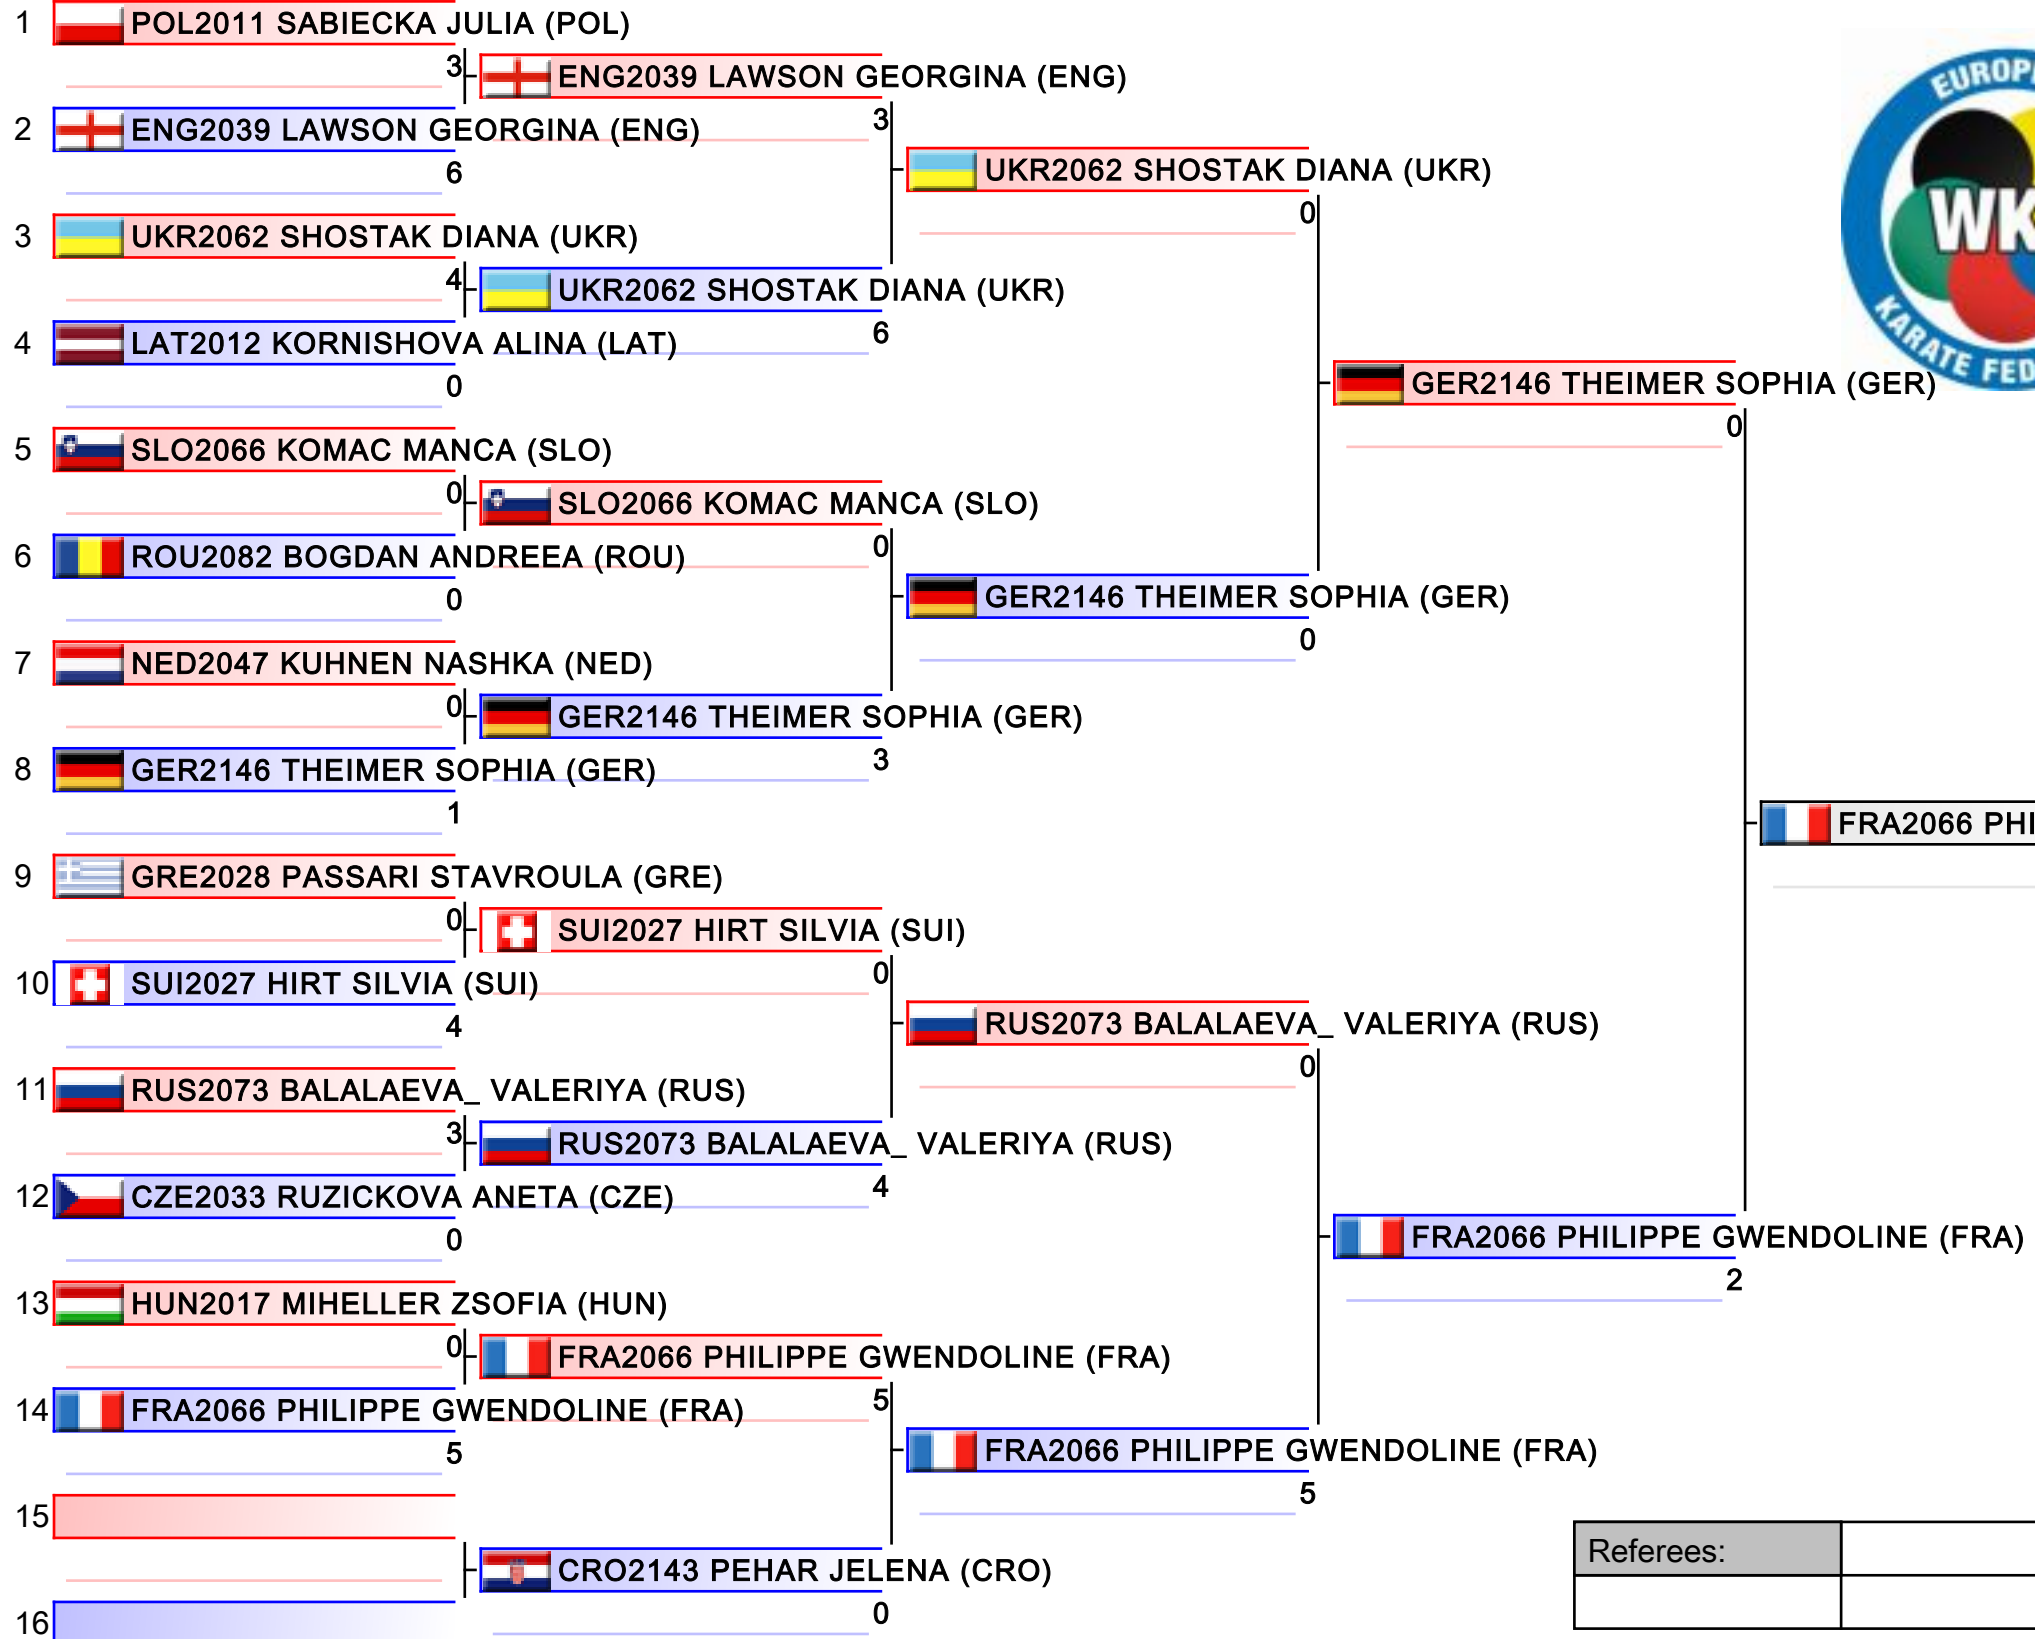 1 POL2011 SABIECKA JULIA (POL)
3
ENG2039 LAWSON GEORGINA (ENG)
3
2 ENG2039 LAWSON GEORGINA (ENG)
6
UKR2062 SHOSTAK DIANA (UKR)
0
3 UKR2062 SHOSTAK DIANA (UKR)
4
UKR2062 SHOSTAK DIANA (UKR)
6
4 LAT2012 KORNISHOVA ALINA (LAT)
0
GER2146 THEIMER SOPHIA (GER)
0
5 SLO2066 KOMAC MANCA (SLO)
0
SLO2066 KOMAC MANCA (SLO)
0
6 ROU2082 BOGDAN ANDREEA (ROU)
0
GER2146 THEIMER SOPHIA (GER)
0
7 NED2047 KUHNEN NASHKA (NED)
0
GER2146 THEIMER SOPHIA (GER)
3
8 GER2146 THEIMER SOPHIA (GER)
1
FRA2066 PHI
9 GRE2028 PASSARI STAVROULA (GRE)
0
SUI2027 HIRT SILVIA (SUI)
0
10 SUI2027 HIRT SILVIA (SUI)
4
RUS2073 BALALAEVA_ VALERIYA (RUS)
0
11 RUS2073 BALALAEVA_ VALERIYA (RUS)
3
RUS2073 BALALAEVA_ VALERIYA (RUS)
4
12 CZE2033 RUZICKOVA ANETA (CZE)
0
FRA2066 PHILIPPE GWENDOLINE (FRA)
2
13 HUN2017 MIHELLER ZSOFIA (HUN)
0
FRA2066 PHILIPPE GWENDOLINE (FRA)
5
14 FRA2066 PHILIPPE GWENDOLINE (FRA)
5
FRA2066 PHILIPPE GWENDOLINE (FRA)
5
15
CRO2143 PEHAR JELENA (CRO)
0
16
Referees:
EUROP
WK
KARATE FED